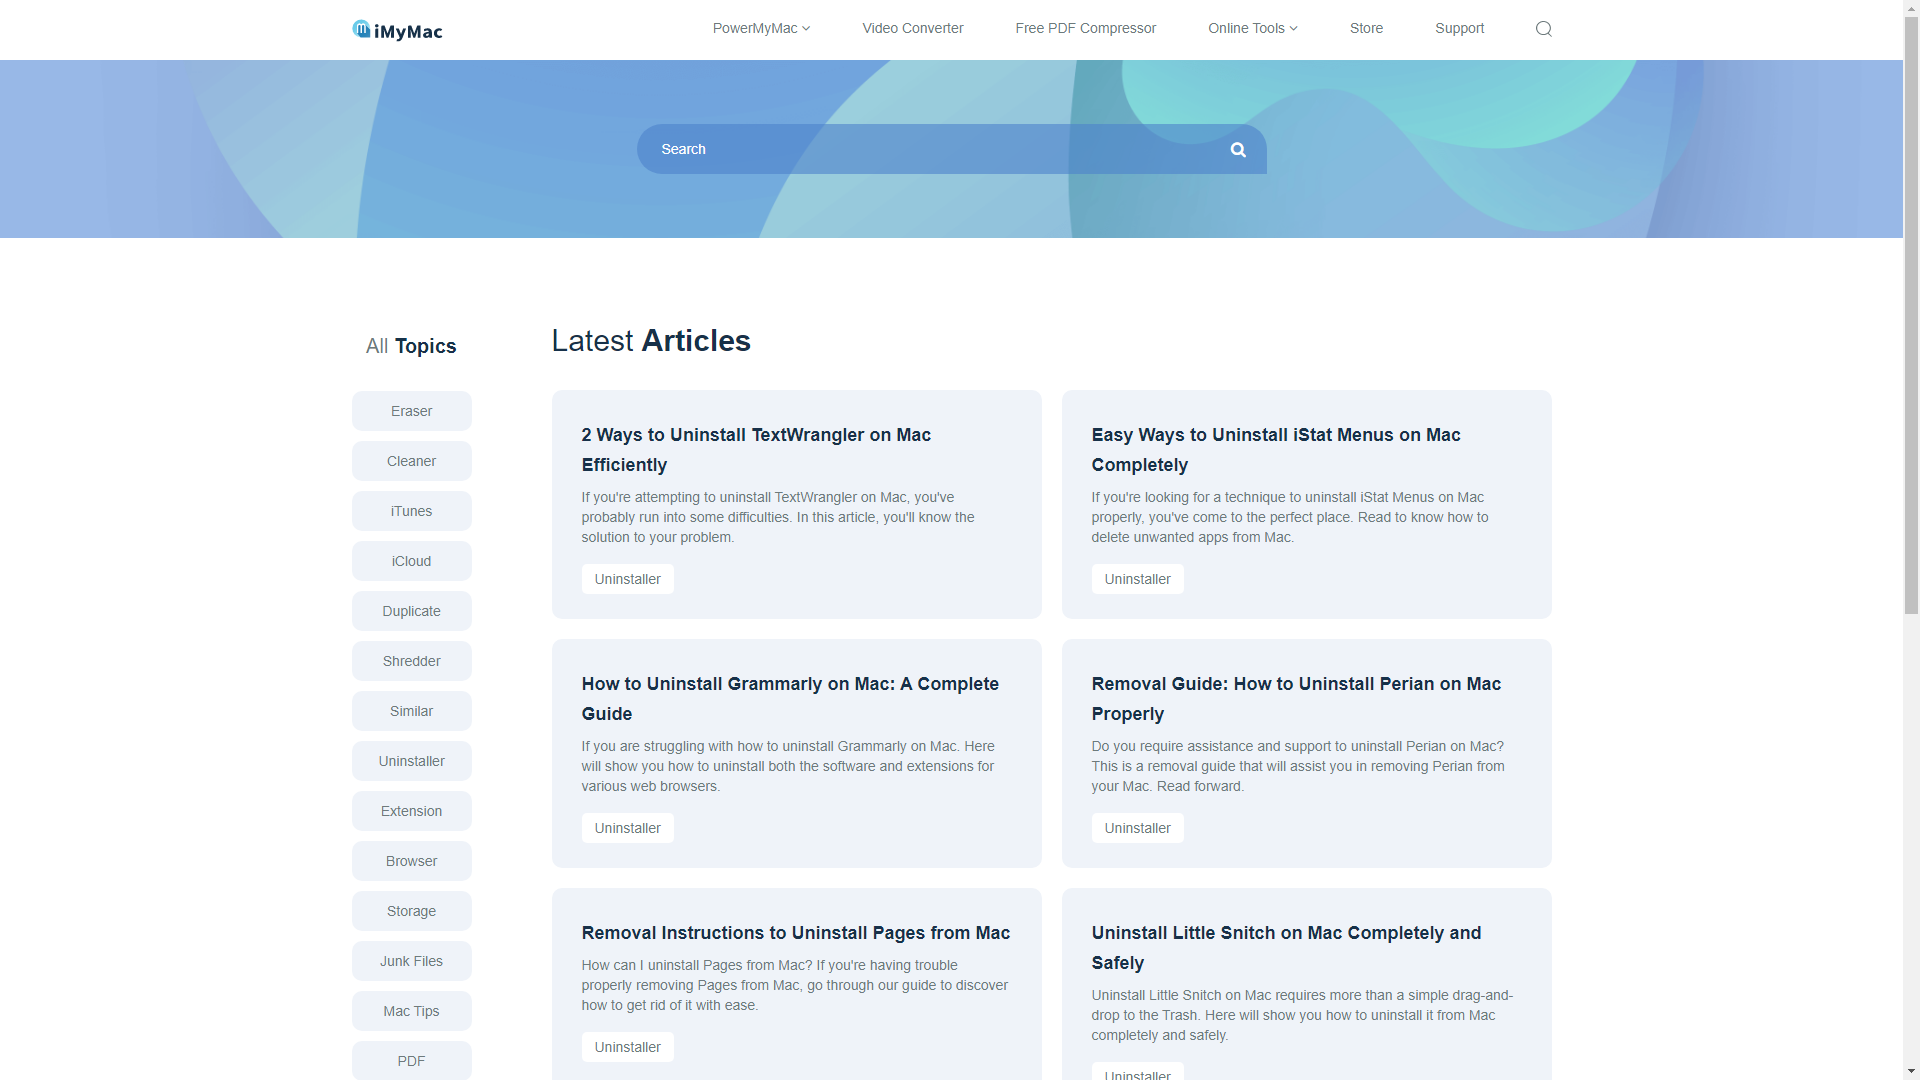 iMyMac
PowerMyMac
Video Converter
Free PDF Compressor
Online Tools
Store
Support
Search
All Topics
Eraser
Cleaner
iTunes
iCloud
Duplicate
Shredder
Similar
Uninstaller
Extension
Browser
Storage
Junk Files
Mac Tips
PDF
Latest Articles
2 Ways to Uninstall TextWrangler on Mac
Efficiently
If you're attempting to uninstall TextWrangler on Mac, you've
probably run into some difficulties. In this article, you'll know the
solution to your problem.
Uninstaller
Easy Ways to Uninstall iStat Menus on Mac
Completely
If you're looking for a technique to uninstall iStat Menus on Mac
properly, you've come to the perfect place. Read to know how to
delete unwanted apps from Mac.
Uninstaller
How to Uninstall Grammarly on Mac: A Complete
Guide
If you are struggling with how to uninstall Grammarly on Mac. Here
will show you how to uninstall both the software and extensions for
various web browsers.
Uninstaller
Removal Guide: How to Uninstall Perian on Mac
Properly
Do you require assistance and support to uninstall Perian on Mac?
This is a removal guide that will assist you in removing Perian from
your Mac. Read forward.
Uninstaller
Removal Instructions to Uninstall Pages from Mac
How can I uninstall Pages from Mac? If you're having trouble
properly removing Pages from Mac, go through our guide to discover
how to get rid of it with ease.
Uninstaller
Uninstall Little Snitch on Mac Completely and
Safely
Uninstall Little Snitch on Mac requires more than a simple drag-and-
drop to the Trash. Here will show you how to uninstall it from Mac
completely and safely.
Uninstaller